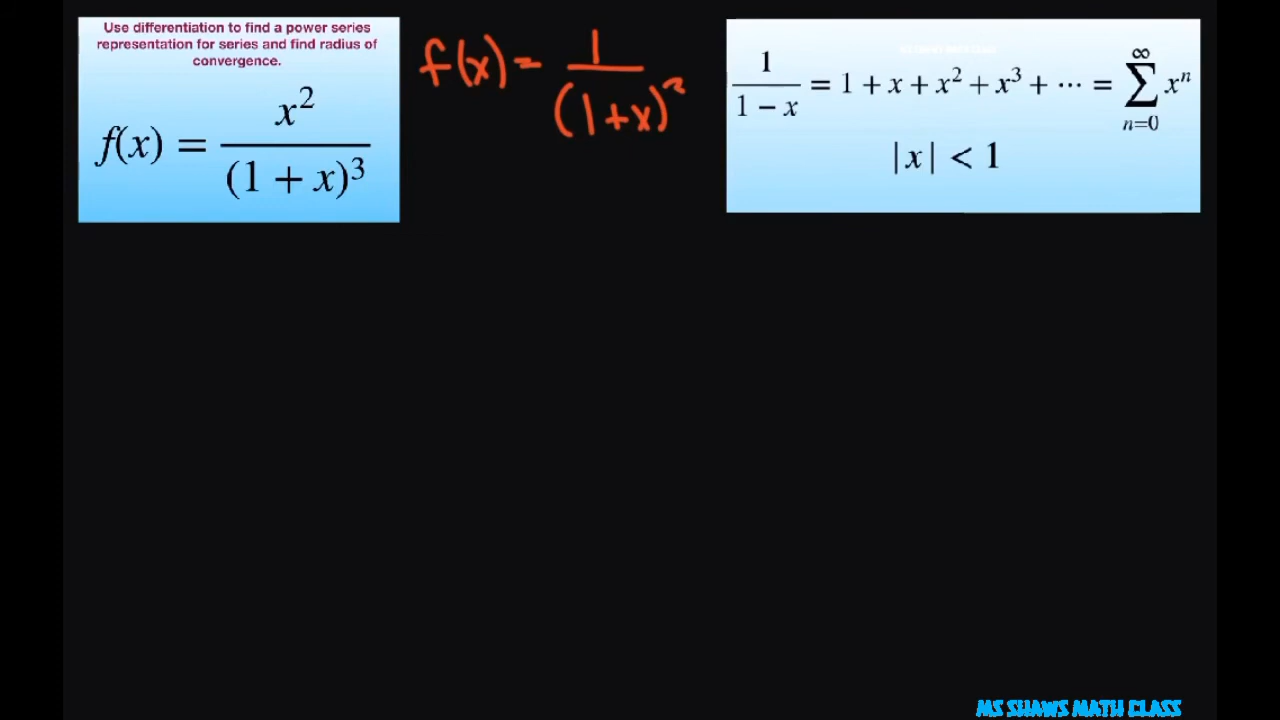 Use differentiation to find a power series
representation for series and find radius of
convergence.
f(x) = x² / (1 + x)³
f(x) = 1 / (1+x)²
1 / (1 − x) = 1 + x + x² + x³ + ⋯ = ∑_{n=0}^{∞} xⁿ
|x| < 1
MS SHAWS MATH CLASS